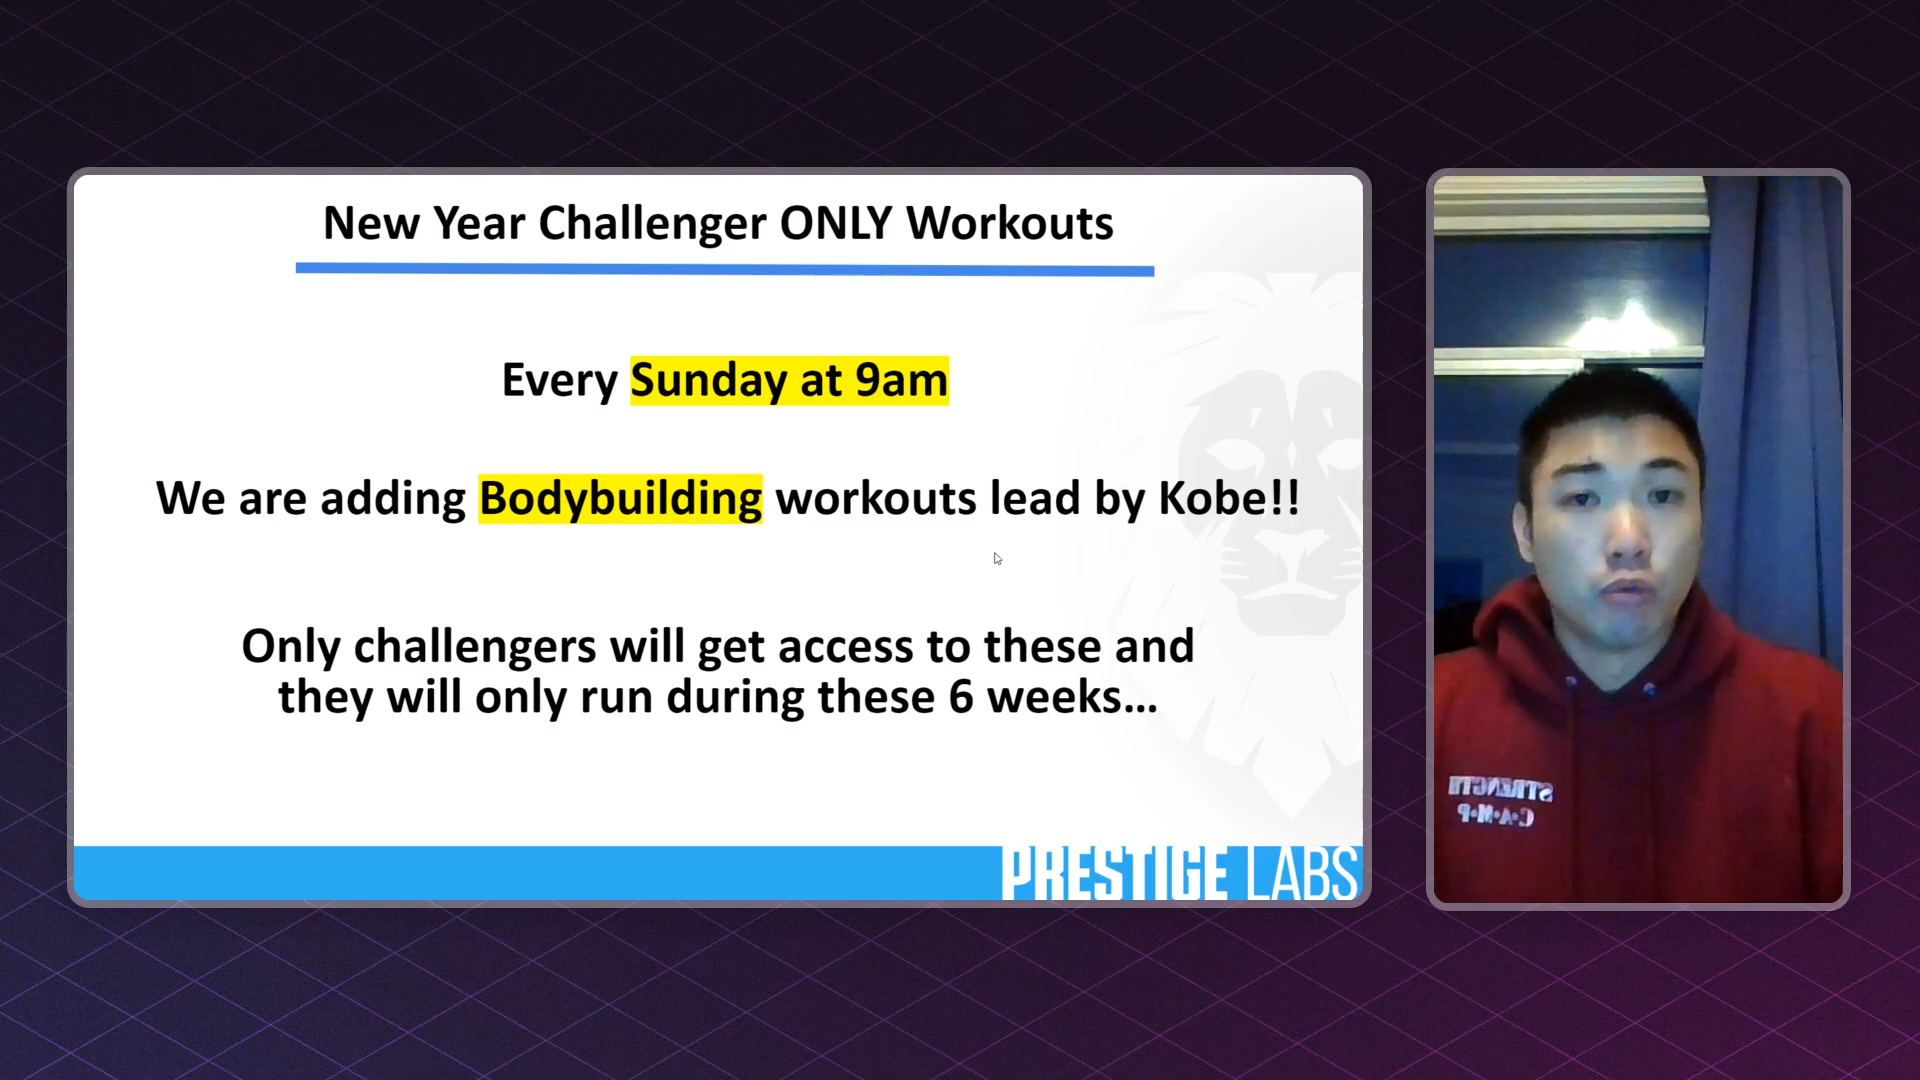 New Year Challenger ONLY Workouts
Every Sunday at 9am
We are adding Bodybuilding workouts lead by Kobe!!
Only challengers will get access to these and
they will only run during these 6 weeks...
PRESTIGE LABS
STRENGTH
C•A•M•P